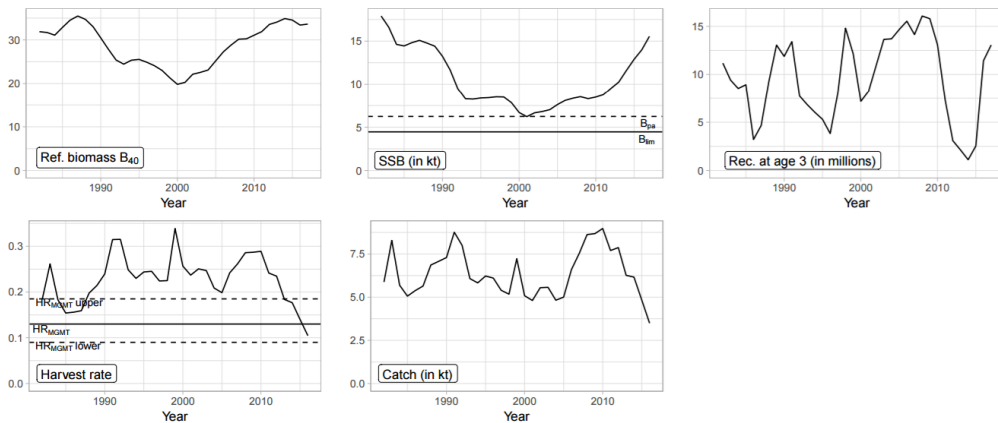 30
20
10
0
Ref. biomass B40
1990 2000 2010
Year
15
10
5
0
Bpa
Blim
SSB (in kt)
1990 2000 2010
Year
15
10
5
0
Rec. at age 3 (in millions)
1990 2000 2010
Year
0.3
0.2
0.1
0.0
HRMGMT upper
HRMGMT
HRMGMT lower
Harvest rate
1990 2000 2010
Year
7.5
5.0
2.5
0.0
Catch (in kt)
1990 2000 2010
Year